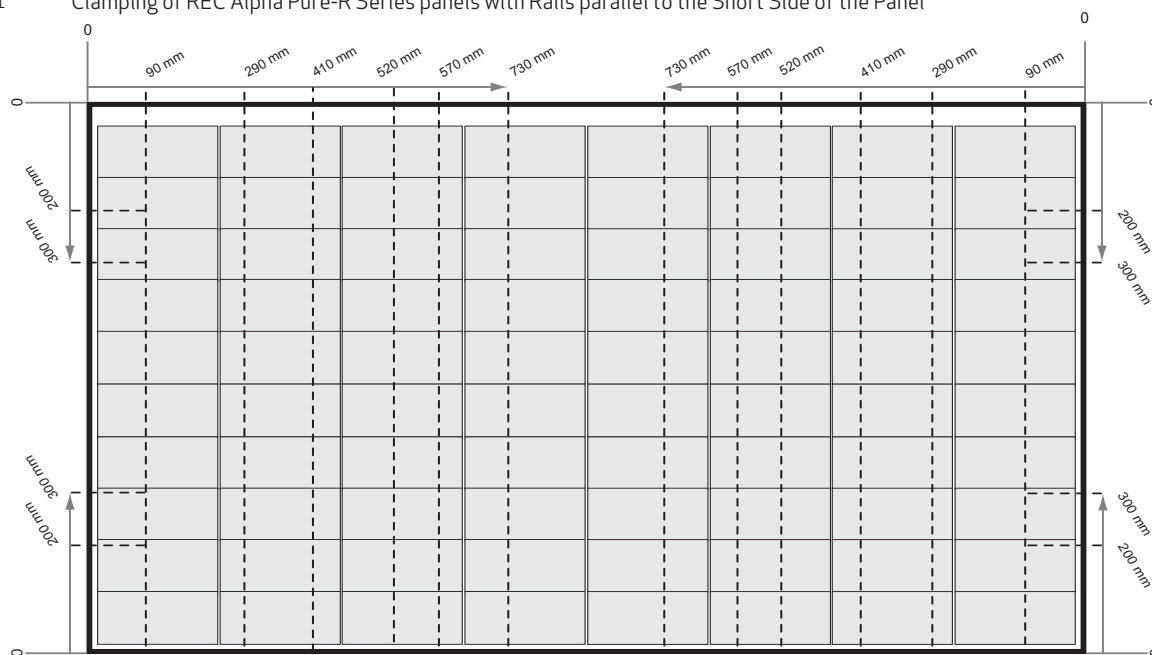 Clamping of REC Alpha Pure-R Series panels with Rails parallel to the Short Side of the Panel
0
0
90 mm
290 mm
410 mm
520 mm
570 mm
730 mm
730 mm
570 mm
520 mm
410 mm
290 mm
90 mm
0
200 mm
300 mm
200 mm
300 mm
300 mm
200 mm
300 mm
200 mm
0